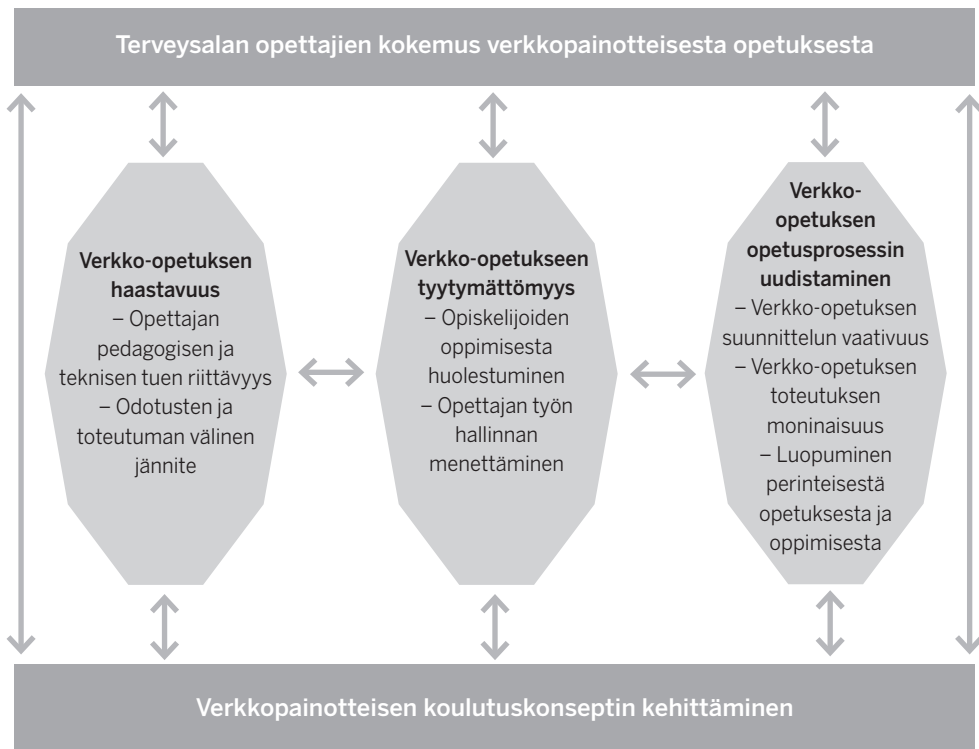 Terveysalan opettajien kokemus verkkopainotteisesta opetuksesta
Verkko-opetuksen
haastavuus
– Opettajan
pedagogisen ja
teknisen tuen riittävyys
– Odotusten ja
toteutuman välinen
jännite
Verkko-opetukseen
tyytymättömyys
– Opiskelijoiden
oppimisesta
huolestuminen
– Opettajan työn
hallinnan
menettäminen
Verkko-
opetuksen
opetusprosessin
uudistaminen
– Verkko-opetuksen
suunnittelun vaativuus
– Verkko-opetuksen
toteutuksen
moninaisuus
– Luopuminen
perinteisestä
opetuksesta ja
oppimisesta
Verkkopainotteisen koulutuskonseptin kehittäminen